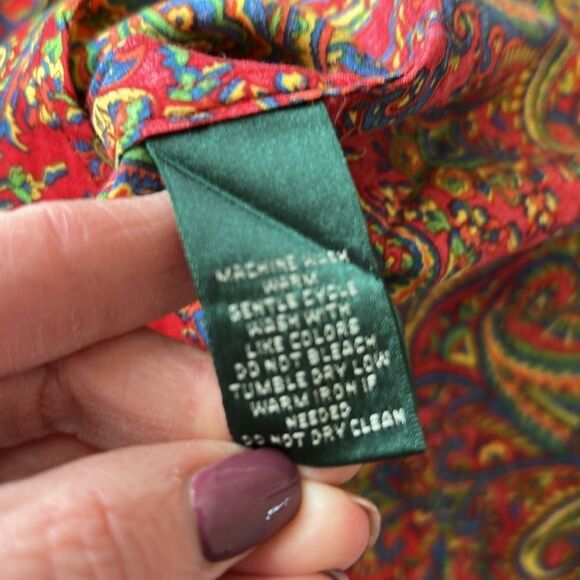 MACHINE WASH
WARM
GENTLE CYCLE
WASH WITH
LIKE COLORS
DO NOT BLEACH
TUMBLE DRY LOW
WARM IRON IF
NEEDED
DO NOT DRY CLEAN